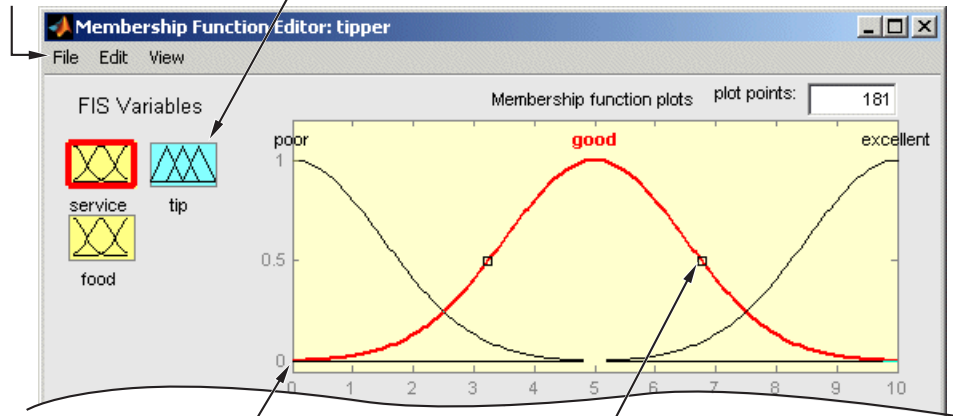 Membership Function Editor: tipper
File Edit View
FIS Variables
Membership function plots plot points: 181
poor good excellent
service tip
food
1
0.5
0
0 1 2 3 4 5 6 7 8 9 10